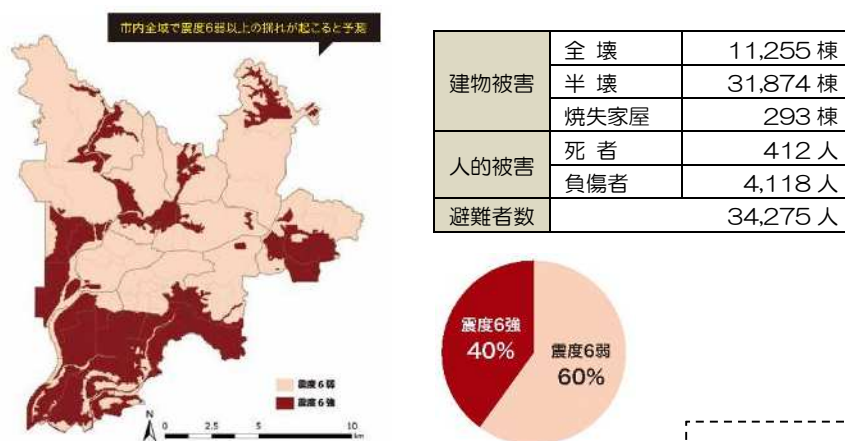 市内全域で震度6弱以上の揺れが起こると予測
建物被害
全 壊 11,255 棟
半 壊 31,874 棟
焼失家屋 293 棟
人的被害
死 者 412 人
負傷者 4,118 人
避難者数 34,275 人
震度6強
40%
震度6弱
60%
震度6弱
震度6強
N
0 2.5 5 10
km